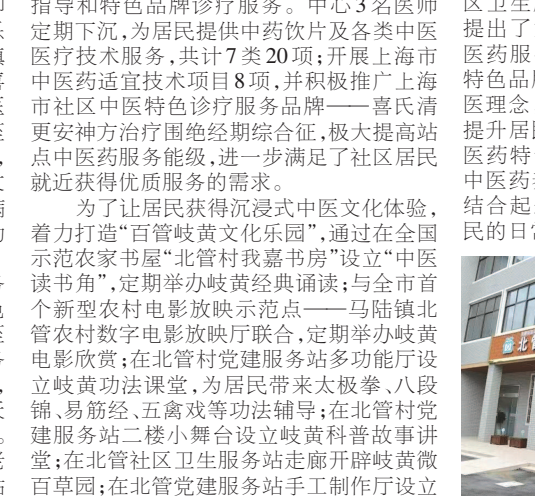 指导和特色品牌诊疗服务。中心3名医师
定期下沉,为居民提供中药饮片及各类中医
医疗技术服务,共计7类20项;开展上海市
中医药适宜技术项目8项,并积极推广上海
市社区中医特色诊疗服务品牌——喜氏清
更安神方治疗围绝经期综合征,极大提高站
点中医药服务能级,进一步满足了社区居民
就近获得优质服务的需求。
为了让居民获得沉浸式中医文化体验,
着力打造“百管岐黄文化乐园”,通过在全国
示范农家书屋“北管村我嘉书房”设立“中医
读书角”,定期举办岐黄经典诵读;与全市首
个新型农村电影放映示范点——马陆镇北
管农村数字电影放映厅联合,定期举办岐黄
电影欣赏;在北管村党建服务站多功能厅设
立岐黄功法课堂,为居民带来太极拳、八段
锦、易筋经、五禽戏等功法辅导;在北管村党
建服务站二楼小舞台设立岐黄科普故事讲
堂;在北管社区卫生服务站走廊开辟岐黄微
百草园;在北管党建服务站手工制作厅设立
区卫生
提出了
医药服
特色品
医理念
提升居
医药特
中医药
结合起
民的日
北管